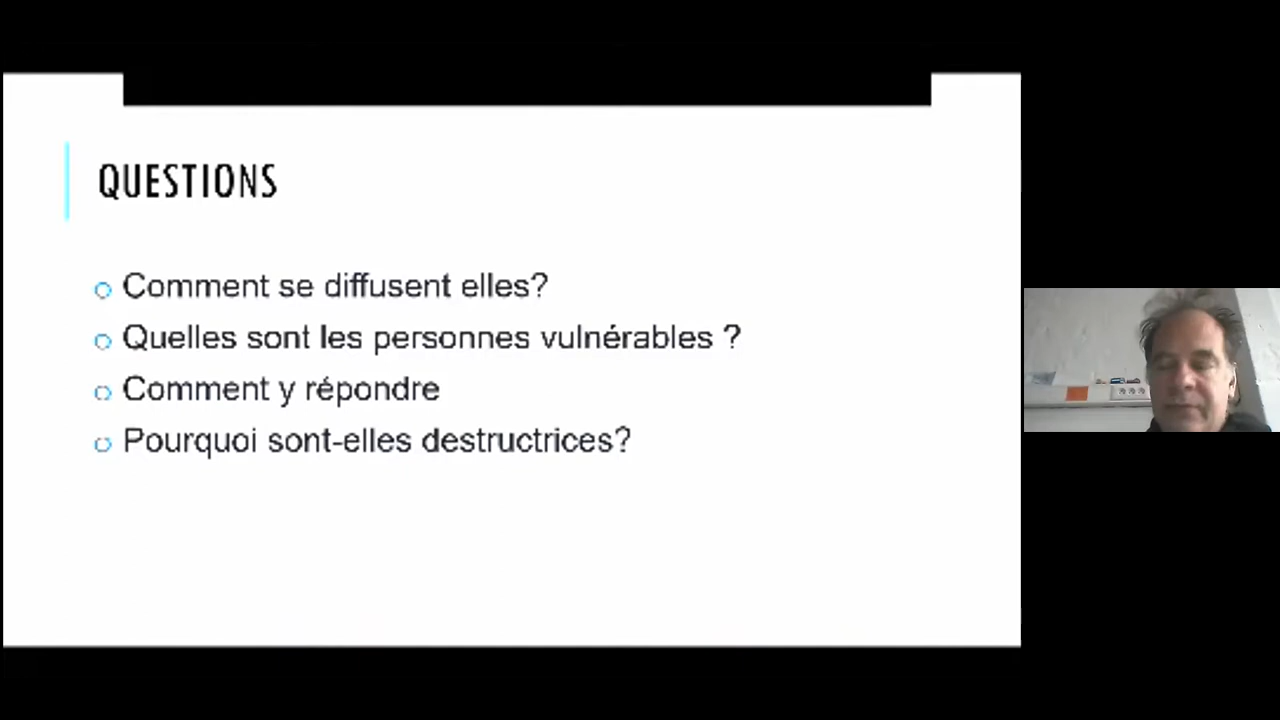 QUESTIONS
Comment se diffusent elles?
Quelles sont les personnes vulnérables ?
Comment y répondre
Pourquoi sont-elles destructrices?